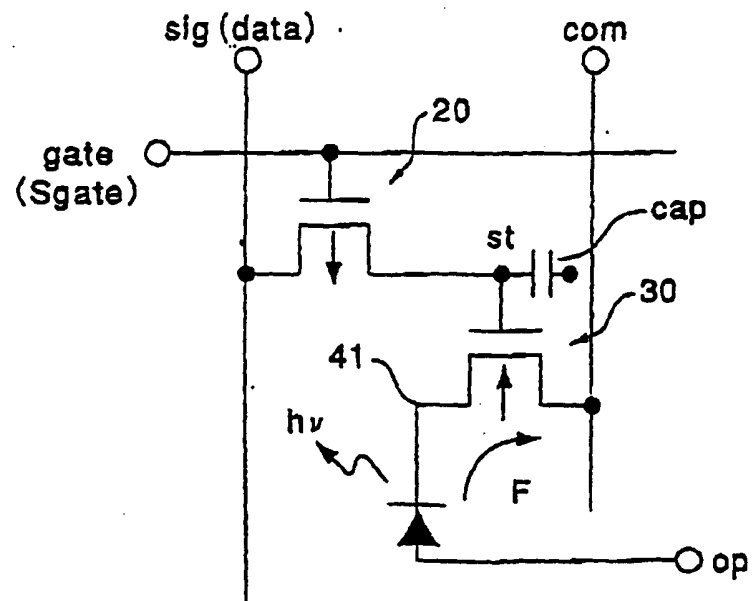 sig (data)
com
20
gate
(Sgate)
st
cap
30
41
hν
F
op